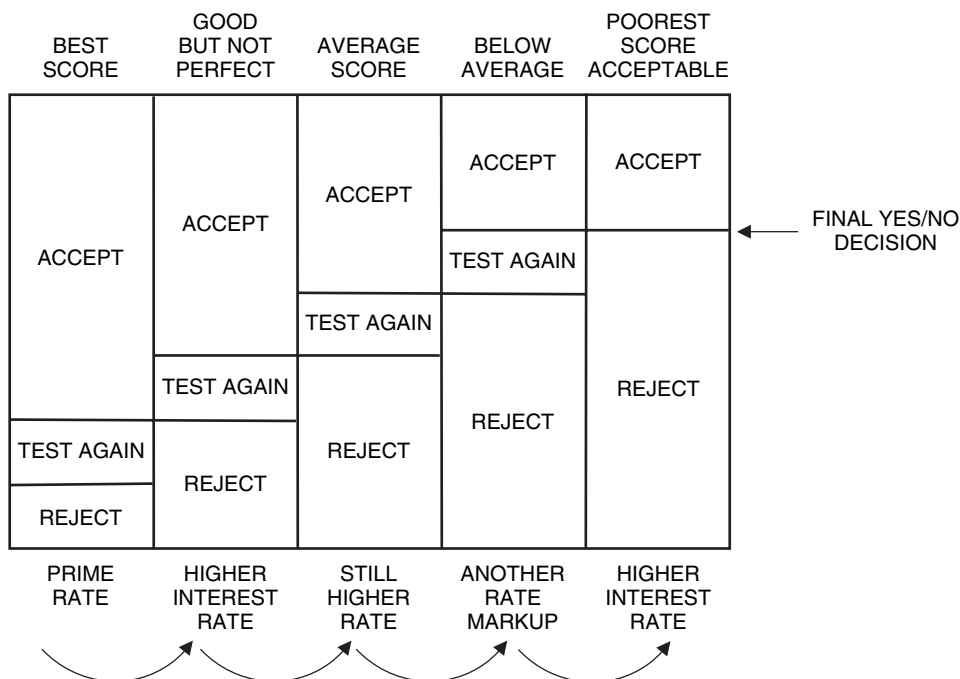 BEST
SCORE
GOOD
BUT NOT
PERFECT
AVERAGE
SCORE
BELOW
AVERAGE
POOREST
SCORE
ACCEPTABLE
ACCEPT
TEST AGAIN
REJECT
ACCEPT
TEST AGAIN
REJECT
ACCEPT
TEST AGAIN
REJECT
ACCEPT
TEST AGAIN
REJECT
ACCEPT
REJECT
FINAL YES/NO
DECISION
PRIME
RATE
HIGHER
INTEREST
RATE
STILL
HIGHER
RATE
ANOTHER
RATE
MARKUP
HIGHER
INTEREST
RATE